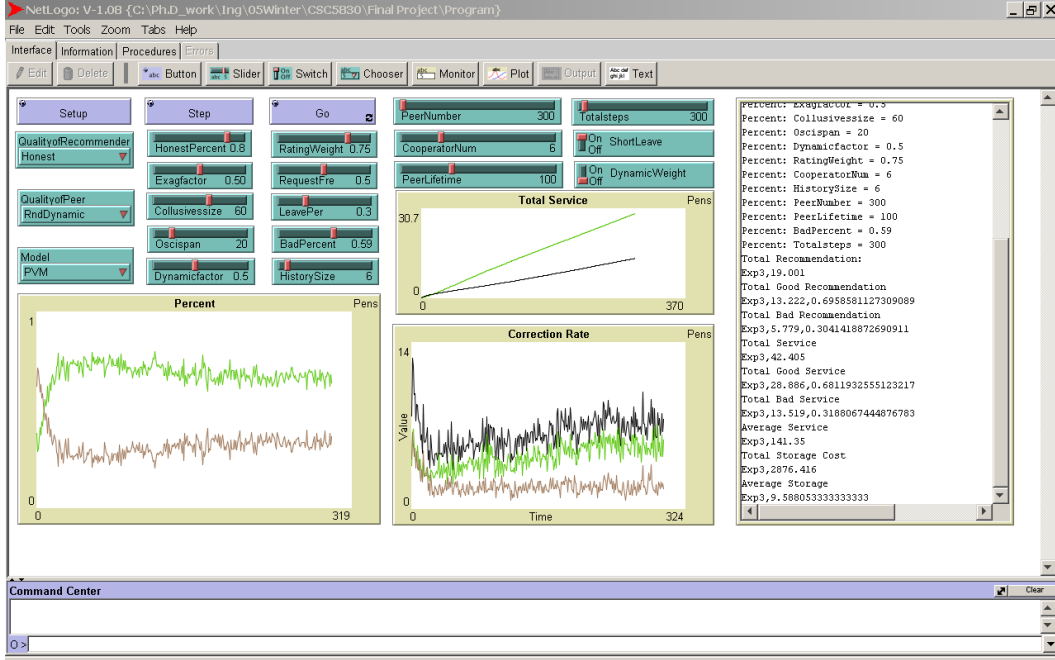 NetLogo: V-1.08 {C:\Ph.D_work\Ing\05Winter\CSC5830\Final Project\Program}
File Edit Tools Zoom Tabs Help
Interface Information Procedures Errors
Edit Delete Button Slider Switch Chooser Monitor Plot Output Text
Setup
Step
Go
QualityofRecommender
Honest
QualityofPeer
RndDynamic
Model
PVM
HonestPercent 0.8
Exagfactor 0.50
Collusivessize 60
Oscispan 20
Dynamicfactor 0.5
RatingWeight 0.75
RequestFre 0.5
LeavePer 0.3
BadPercent 0.59
HistorySize 6
PeerNumber 300
CooperatorNum 6
PeerLifetime 100
Totalsteps 300
On
Off
ShortLeave
On
Off
DynamicWeight
Total Service
Pens
30.7
0
0
370
Percent
Pens
1
0
0
319
Correction Rate
Pens
14
Value
0
0
Time
324
Percent: Exagfactor = 0.5
Percent: Collusivessize = 60
Percent: Oscispan = 20
Percent: Dynamicfactor = 0.5
Percent: RatingWeight = 0.75
Percent: CooperatorNum = 6
Percent: HistorySize = 6
Percent: PeerNumber = 300
Percent: PeerLifetime = 100
Percent: BadPercent = 0.59
Percent: Totalsteps = 300
Total Recommendation:
Exp3,19.001
Total Good Recommendation
Exp3,13.222,0.6958581127309089
Total Bad Recommendation
Exp3,5.779,0.3041418872690911
Total Service
Exp3,42.405
Total Good Service
Exp3,28.886,0.6811932555123217
Total Bad Service
Exp3,13.519,0.3188067444876783
Average Service
Exp3,141.35
Total Storage Cost
Exp3,2876.416
Average Storage
Exp3,9.588053333333333
Command Center
Clear
O>